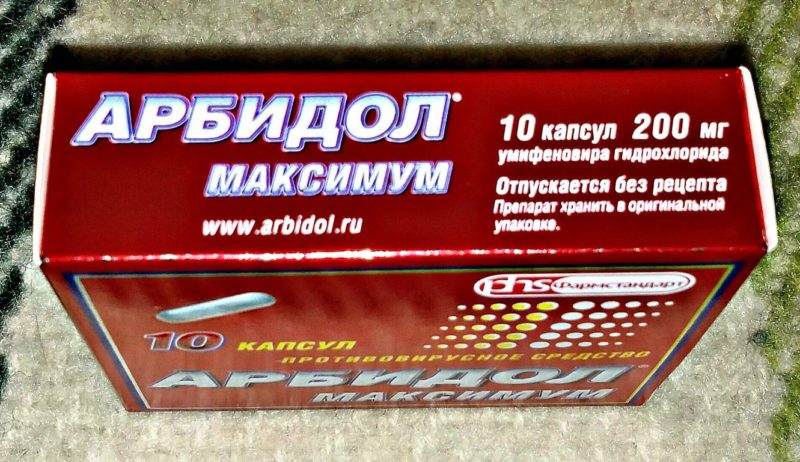 АРБИДОЛ®
МАКСИМУМ
www.arbidol.ru
10 капсул 200 мг
умифеновира гидрохлорида
Отпускается без рецепта
Препарат хранить в оригинальной
упаковке.
phs Фармстандарт
10 КАПСУЛ
ПРОТИВОВИРУСНОЕ СРЕДСТВО
АРБИДОЛ®
МАКСИМУМ